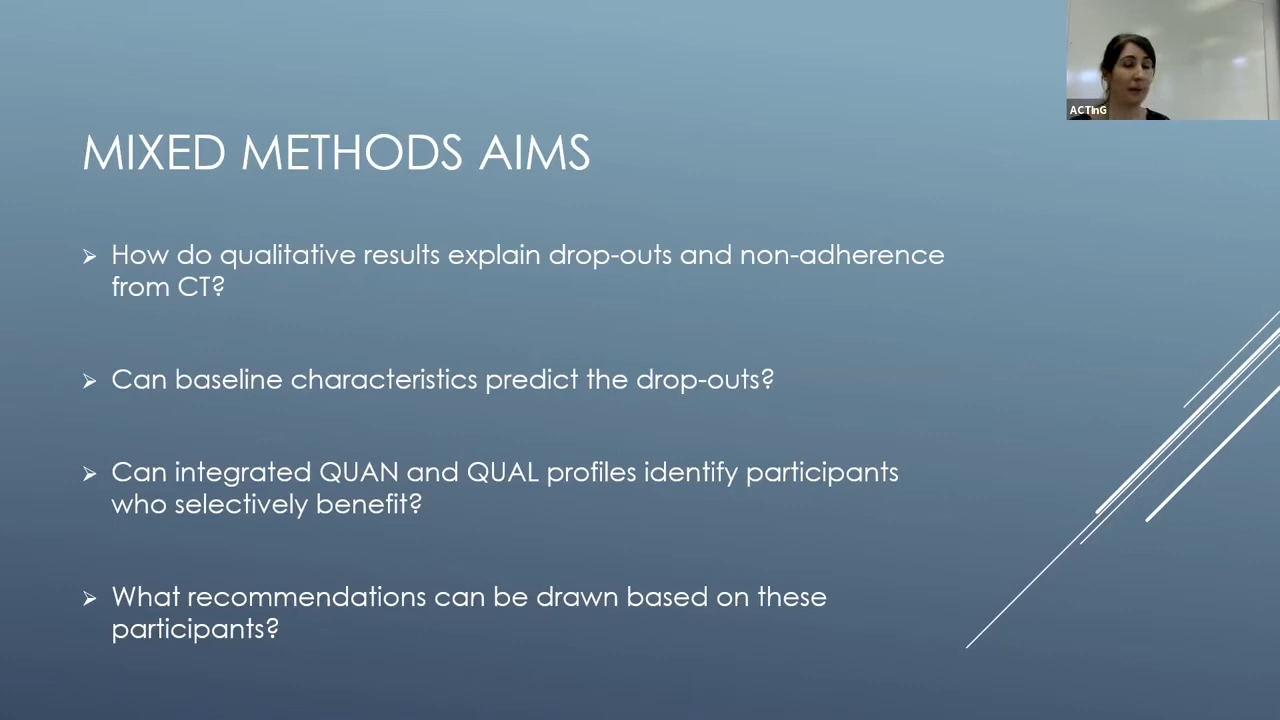 ACTInG
MIXED METHODS AIMS
How do qualitative results explain drop-outs and non-adherence
from CT?
Can baseline characteristics predict the drop-outs?
Can integrated QUAN and QUAL profiles identify participants
who selectively benefit?
What recommendations can be drawn based on these
participants?